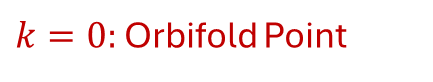 k = 0: Orbifold Point